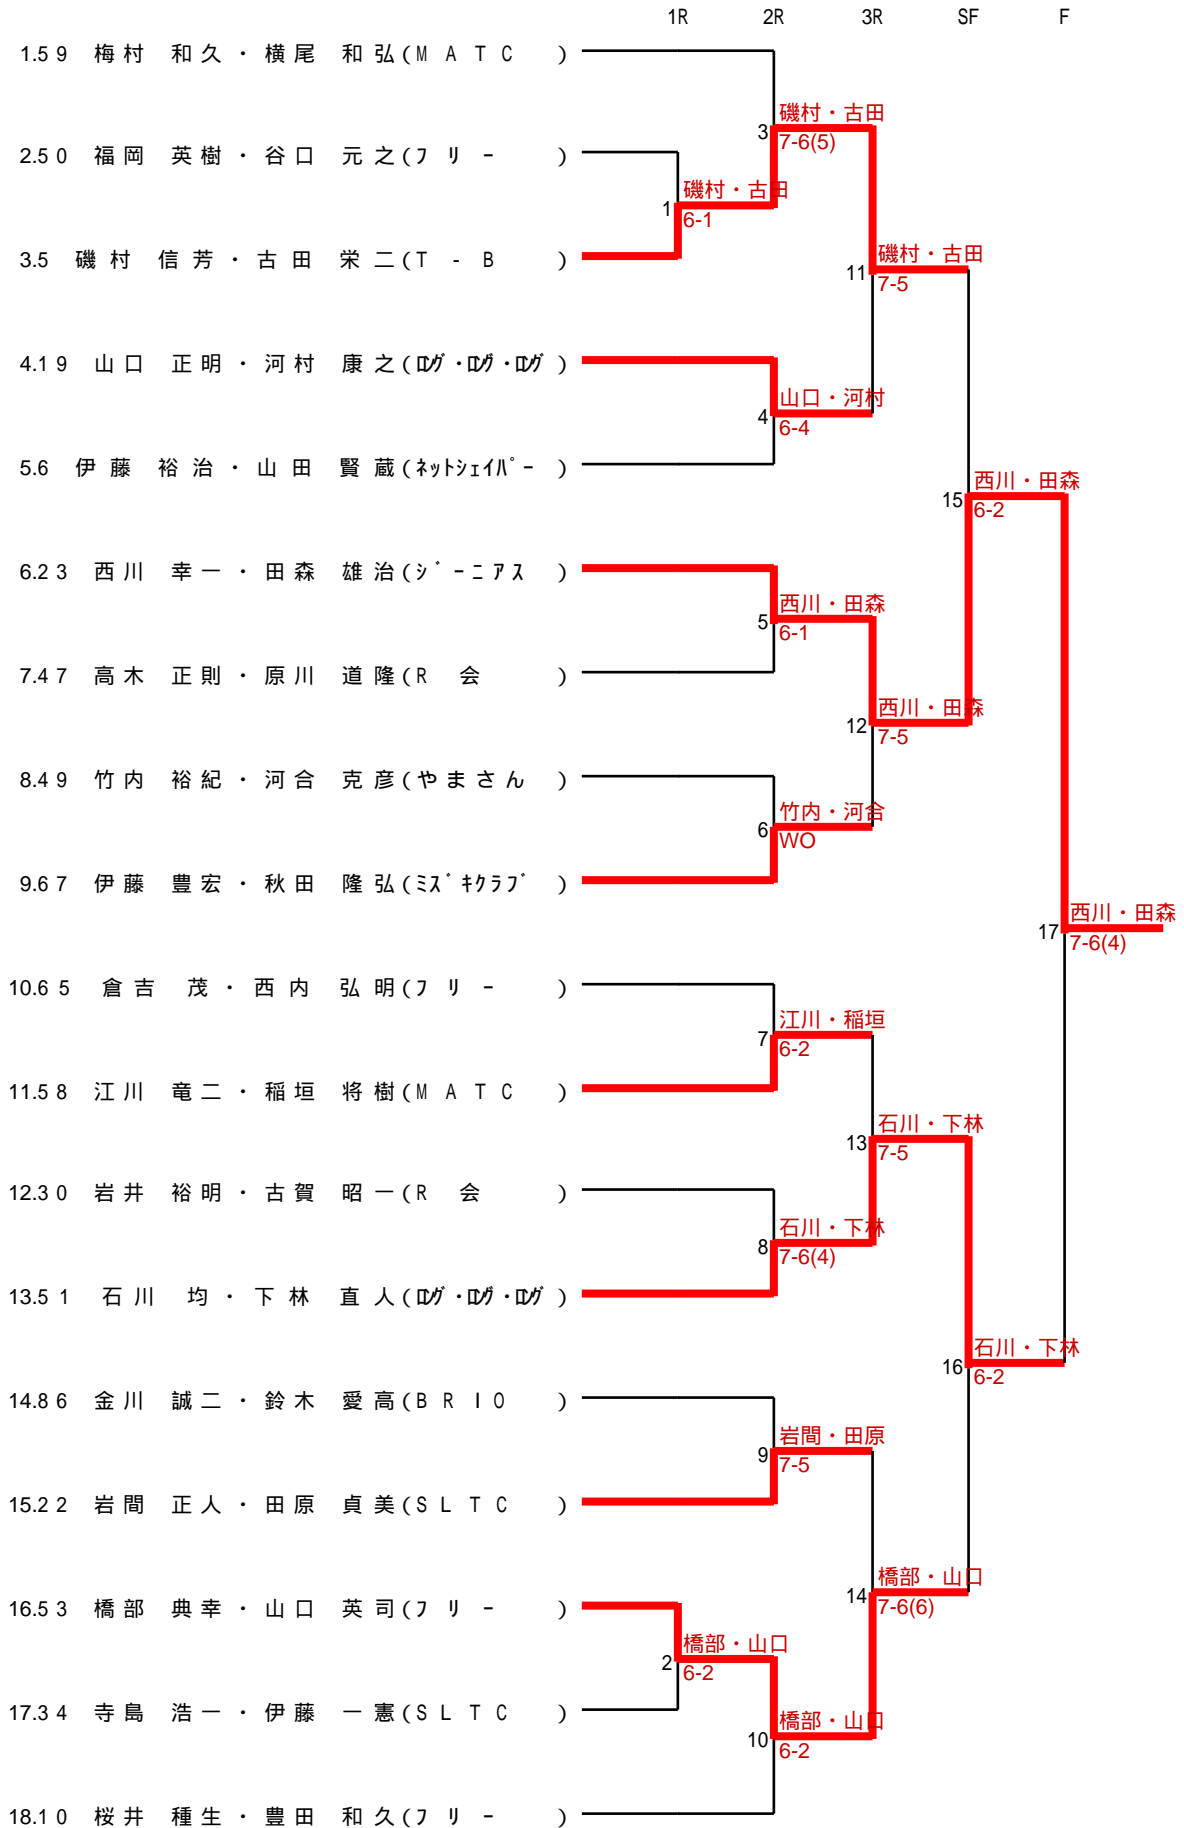 1R 2R 3R SF F
1.59 梅村 和久・横尾 和弘(MATC )
3 磯村・古田
7-6(5)
2.50 福岡 英樹・谷口 元之(フリー )
1 磯村・古田
6-1
3.5 磯村 信芳・古田 栄二(T-B )
11 磯村・古田
7-5
4.19 山口 正明・河村 康之(ログ・ログ・ログ )
4 山口・河村
6-4
5.6 伊藤 裕治・山田 賢蔵(ネットシェイパー )
15 西川・田森
6-2
6.23 西川 幸一・田森 雄治(ジーニアス )
5 西川・田森
6-1
7.47 高木 正則・原川 道隆(R 会 )
12 西川・田森
7-5
8.49 竹内 裕紀・河合 克彦(やまさん )
6 竹内・河合
WO
9.67 伊藤 豊宏・秋田 隆弘(ミズキクラブ )
17 西川・田森
7-6(4)
10.65 倉吉 茂・西内 弘明(フリー )
7 江川・稲垣
6-2
11.58 江川 竜二・稲垣 将樹(MATC )
13 石川・下林
7-5
12.30 岩井 裕明・古賀 昭一(R 会 )
8 石川・下林
7-6(4)
13.51 石川 均・下林 直人(ログ・ログ・ログ )
16 石川・下林
6-2
14.86 金川 誠二・鈴木 愛高(BRIO )
9 岩間・田原
7-5
15.22 岩間 正人・田原 貞美(SLTC )
14 橋部・山口
7-6(6)
16.53 橋部 典幸・山口 英司(フリー )
2 橋部・山口
6-2
17.34 寺島 浩一・伊藤 一憲(SLTC )
10 橋部・山口
6-2
18.10 桜井 種生・豊田 和久(フリー )